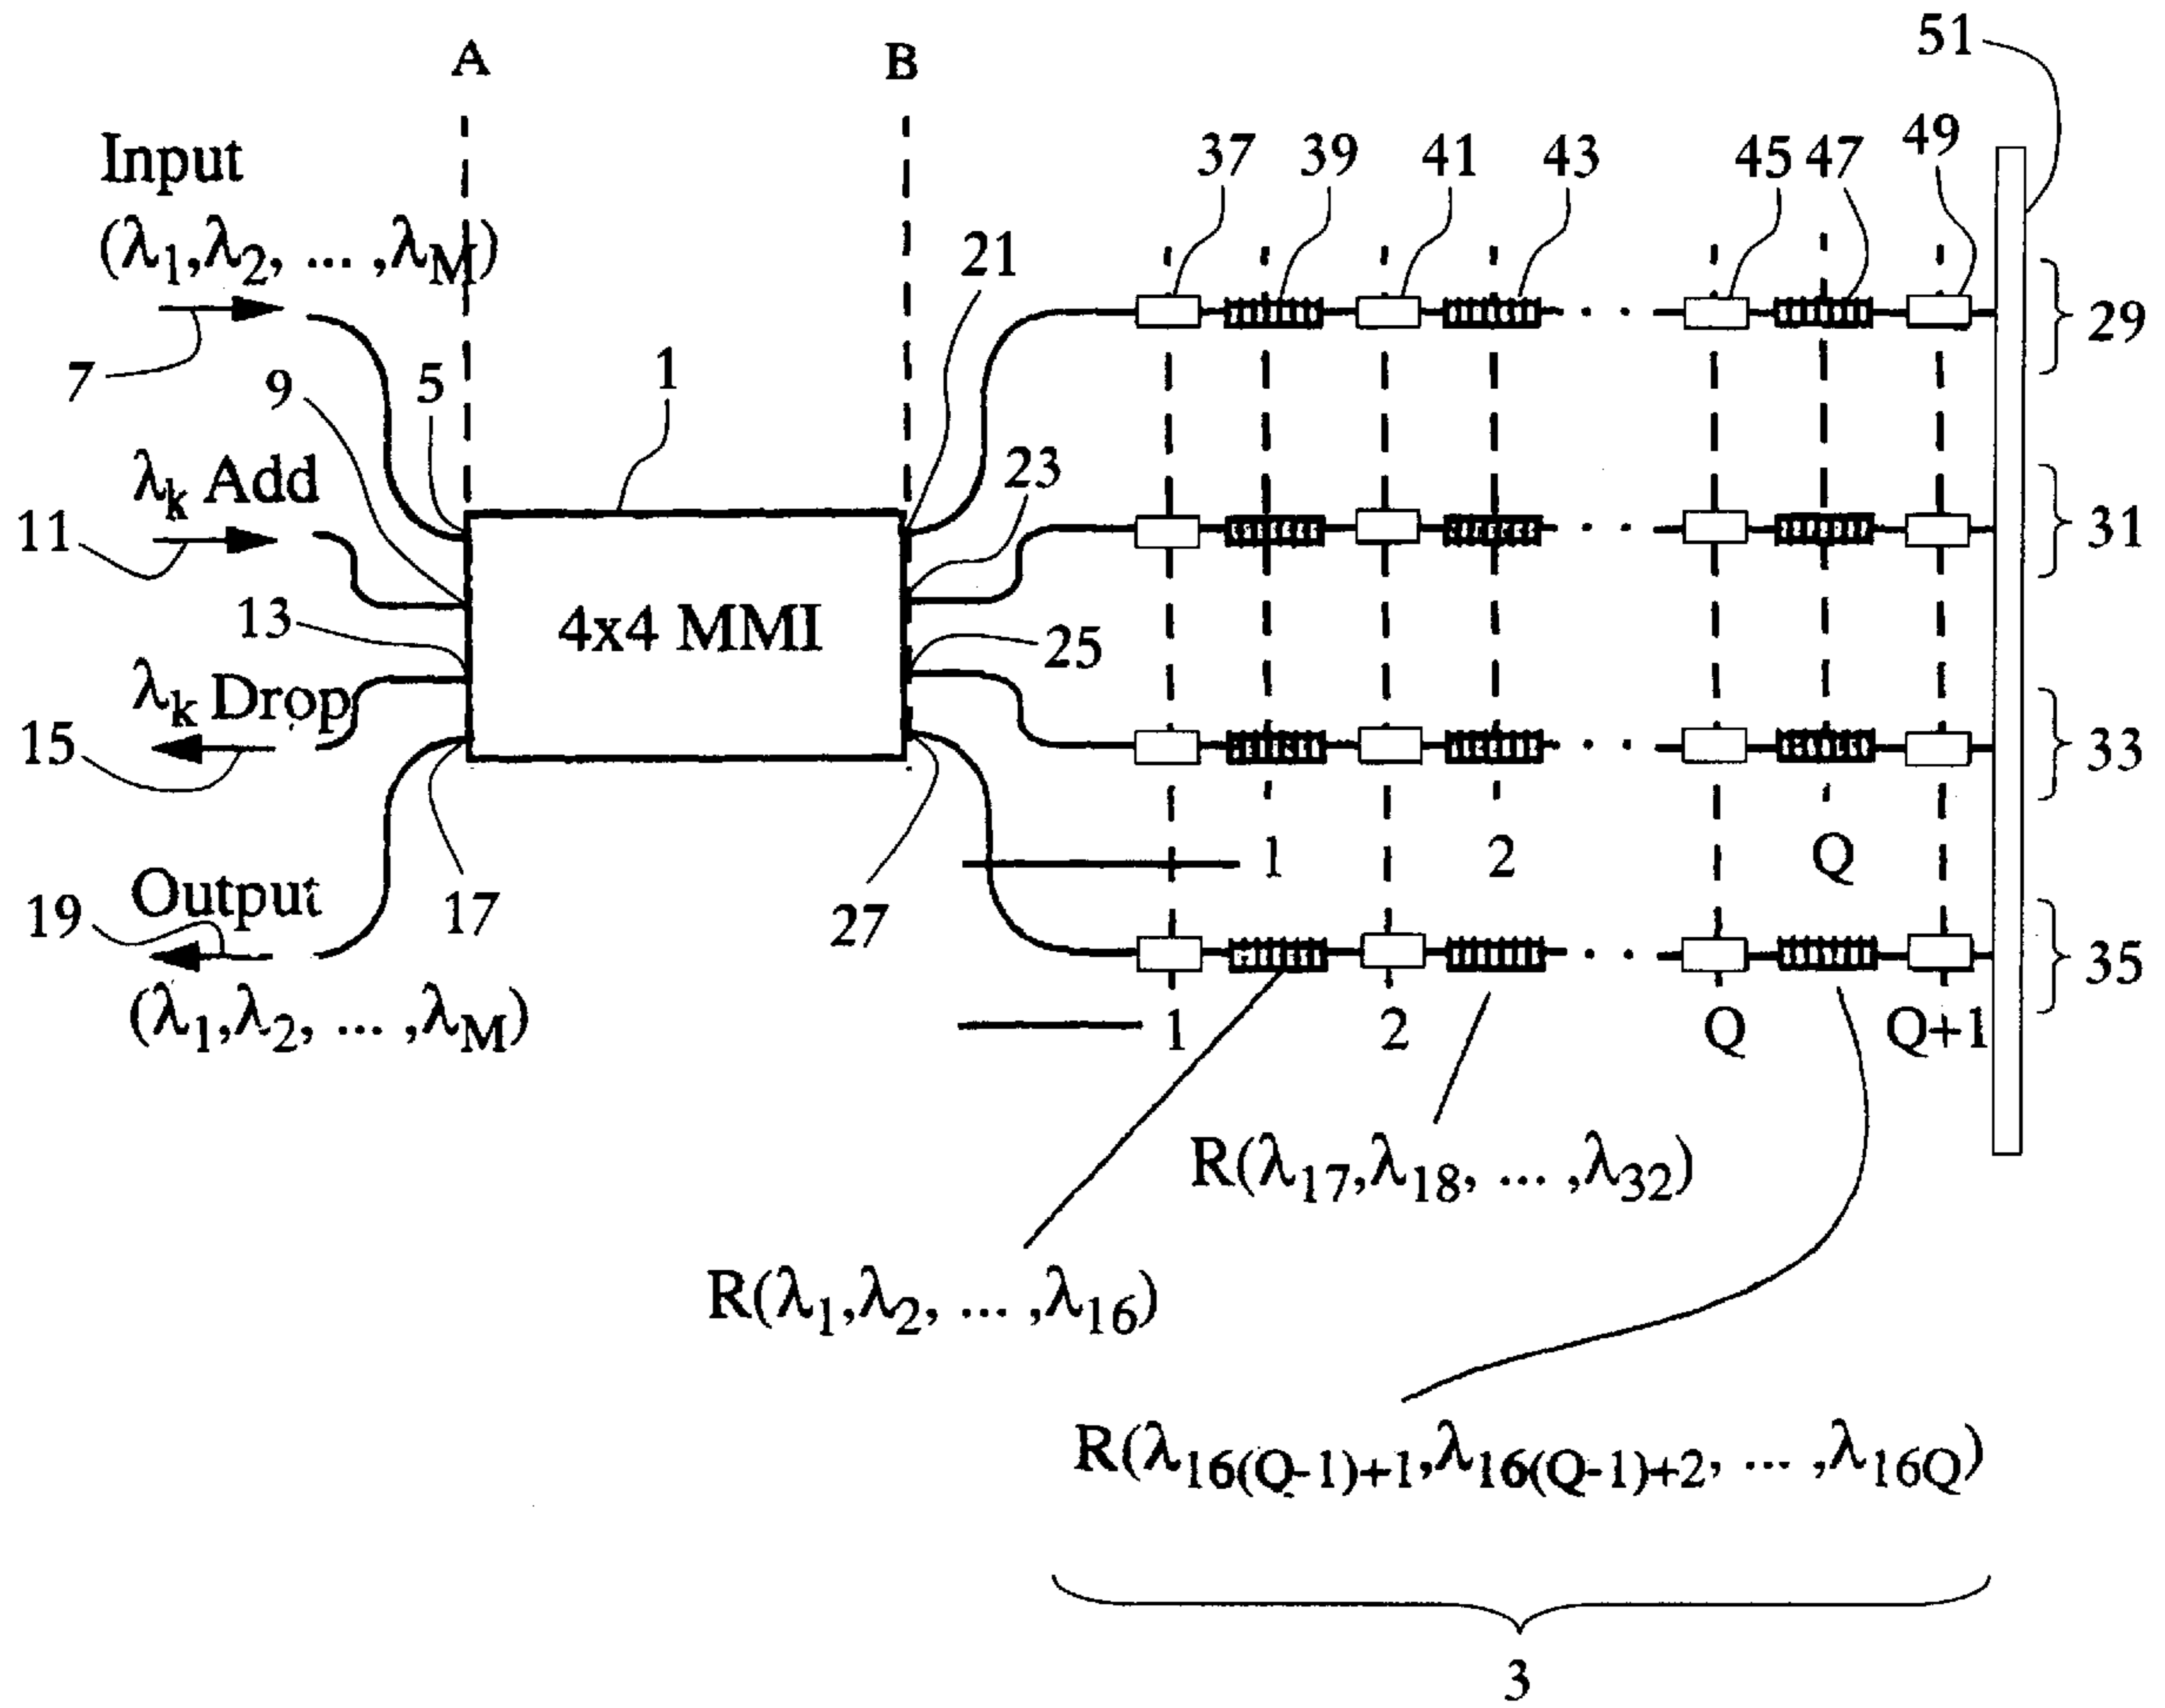 51
A B
Input
37 39 41 43 45 47 49
(λ1,λ2, ... ,λM)
21
29
7
9 5 1
λk Add
23
11
31
13
4x4 MMI
25
λk Drop
15
33
1 2 Q
Output
19
17
27
35
(λ1,λ2, ... ,λM)
1 2 Q Q+1
R(λ17,λ18, ... ,λ32)
R(λ1,λ2, ... ,λ16)
R(λ16(Q-1)+1,λ16(Q-1)+2, ... ,λ16Q)
3